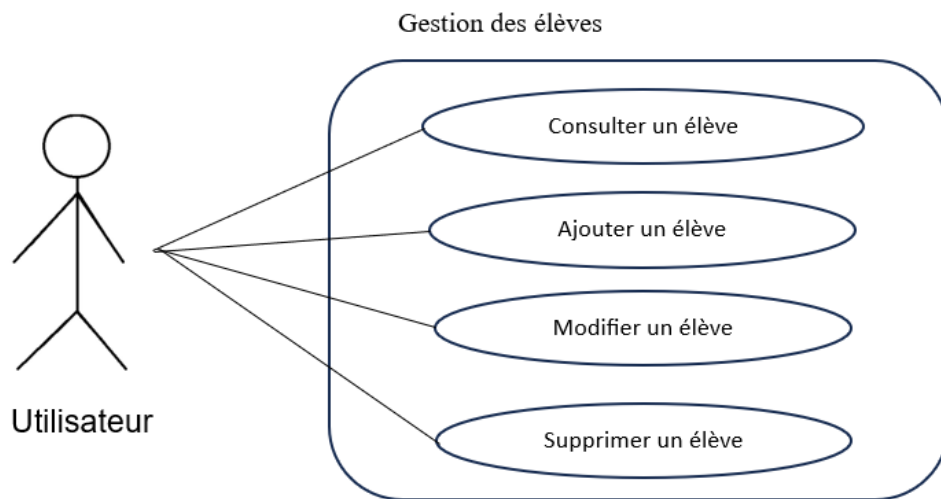 Gestion des élèves
Consulter un élève
Ajouter un élève
Modifier un élève
Supprimer un élève
Utilisateur